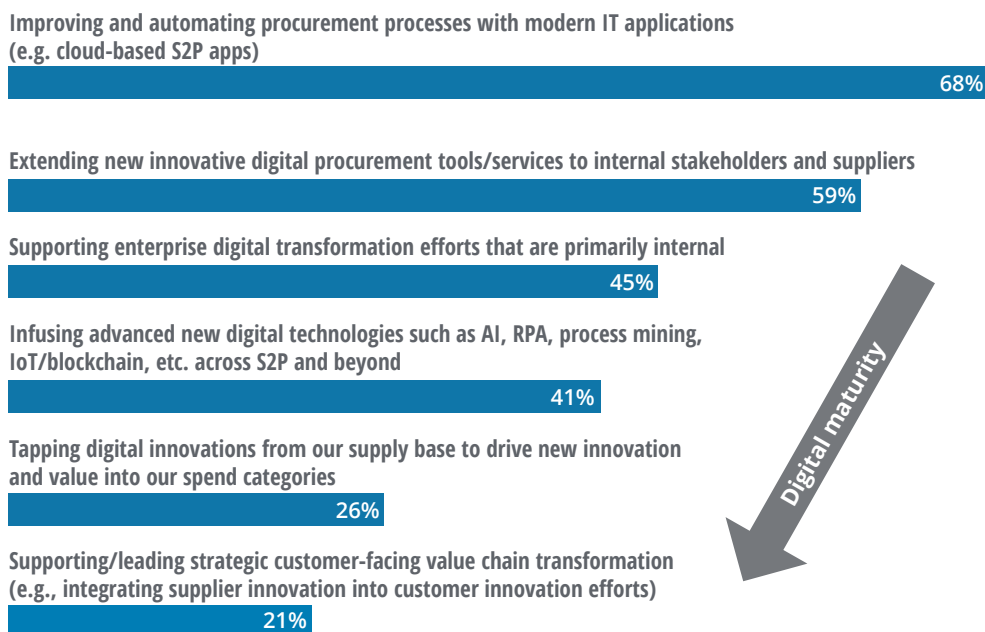 Improving and automating procurement processes with modern IT applications
(e.g. cloud-based S2P apps)
68%
Extending new innovative digital procurement tools/services to internal stakeholders and suppliers
59%
Supporting enterprise digital transformation efforts that are primarily internal
45%
Infusing advanced new digital technologies such as AI, RPA, process mining,
IoT/blockchain, etc. across S2P and beyond
41%
Tapping digital innovations from our supply base to drive new innovation
and value into our spend categories
26%
Supporting/leading strategic customer-facing value chain transformation
(e.g., integrating supplier innovation into customer innovation efforts)
21%
Digital maturity